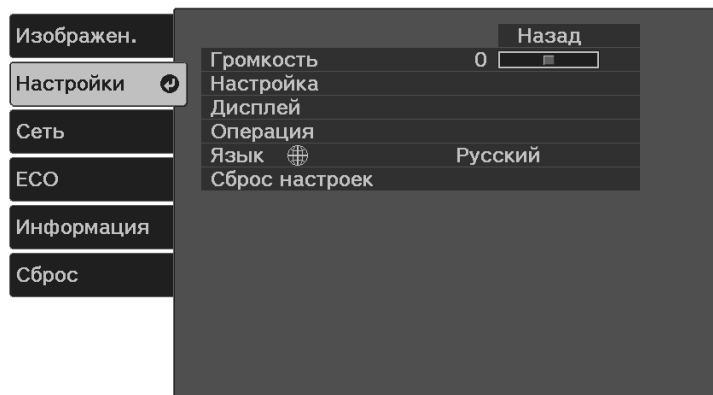 Изображен.
Настройки
Сеть
ECO
Информация
Сброс
Назад
Громкость 0
Настройка
Дисплей
Операция
Язык Русский
Сброс настроек